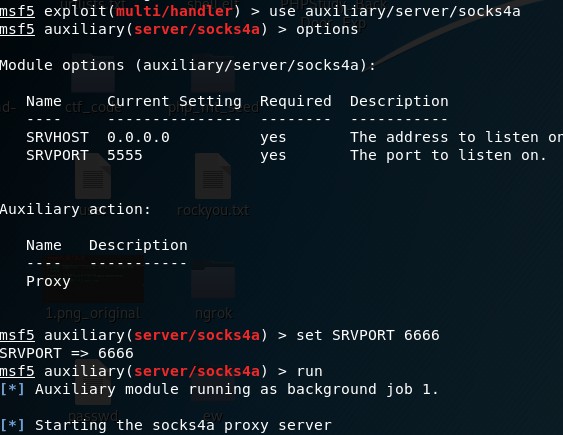 msf5 exploit(multi/handler) > use auxiliary/server/socks4a
msf5 auxiliary(server/socks4a) > options
Module options (auxiliary/server/socks4a):
Name Current Setting Required Description
---- --------------- -------- -----------
SRVHOST 0.0.0.0 yes The address to listen on
SRVPORT 5555 yes The port to listen on.
rockyou.txt
Auxiliary action:
Name Description
---- -----------
Proxy
1.png_original ngrok
msf5 auxiliary(server/socks4a) > set SRVPORT 6666
SRVPORT => 6666
msf5 auxiliary(server/socks4a) > run
[*] Auxiliary module running as background job 1.
passwd ew
[*] Starting the socks4a proxy server